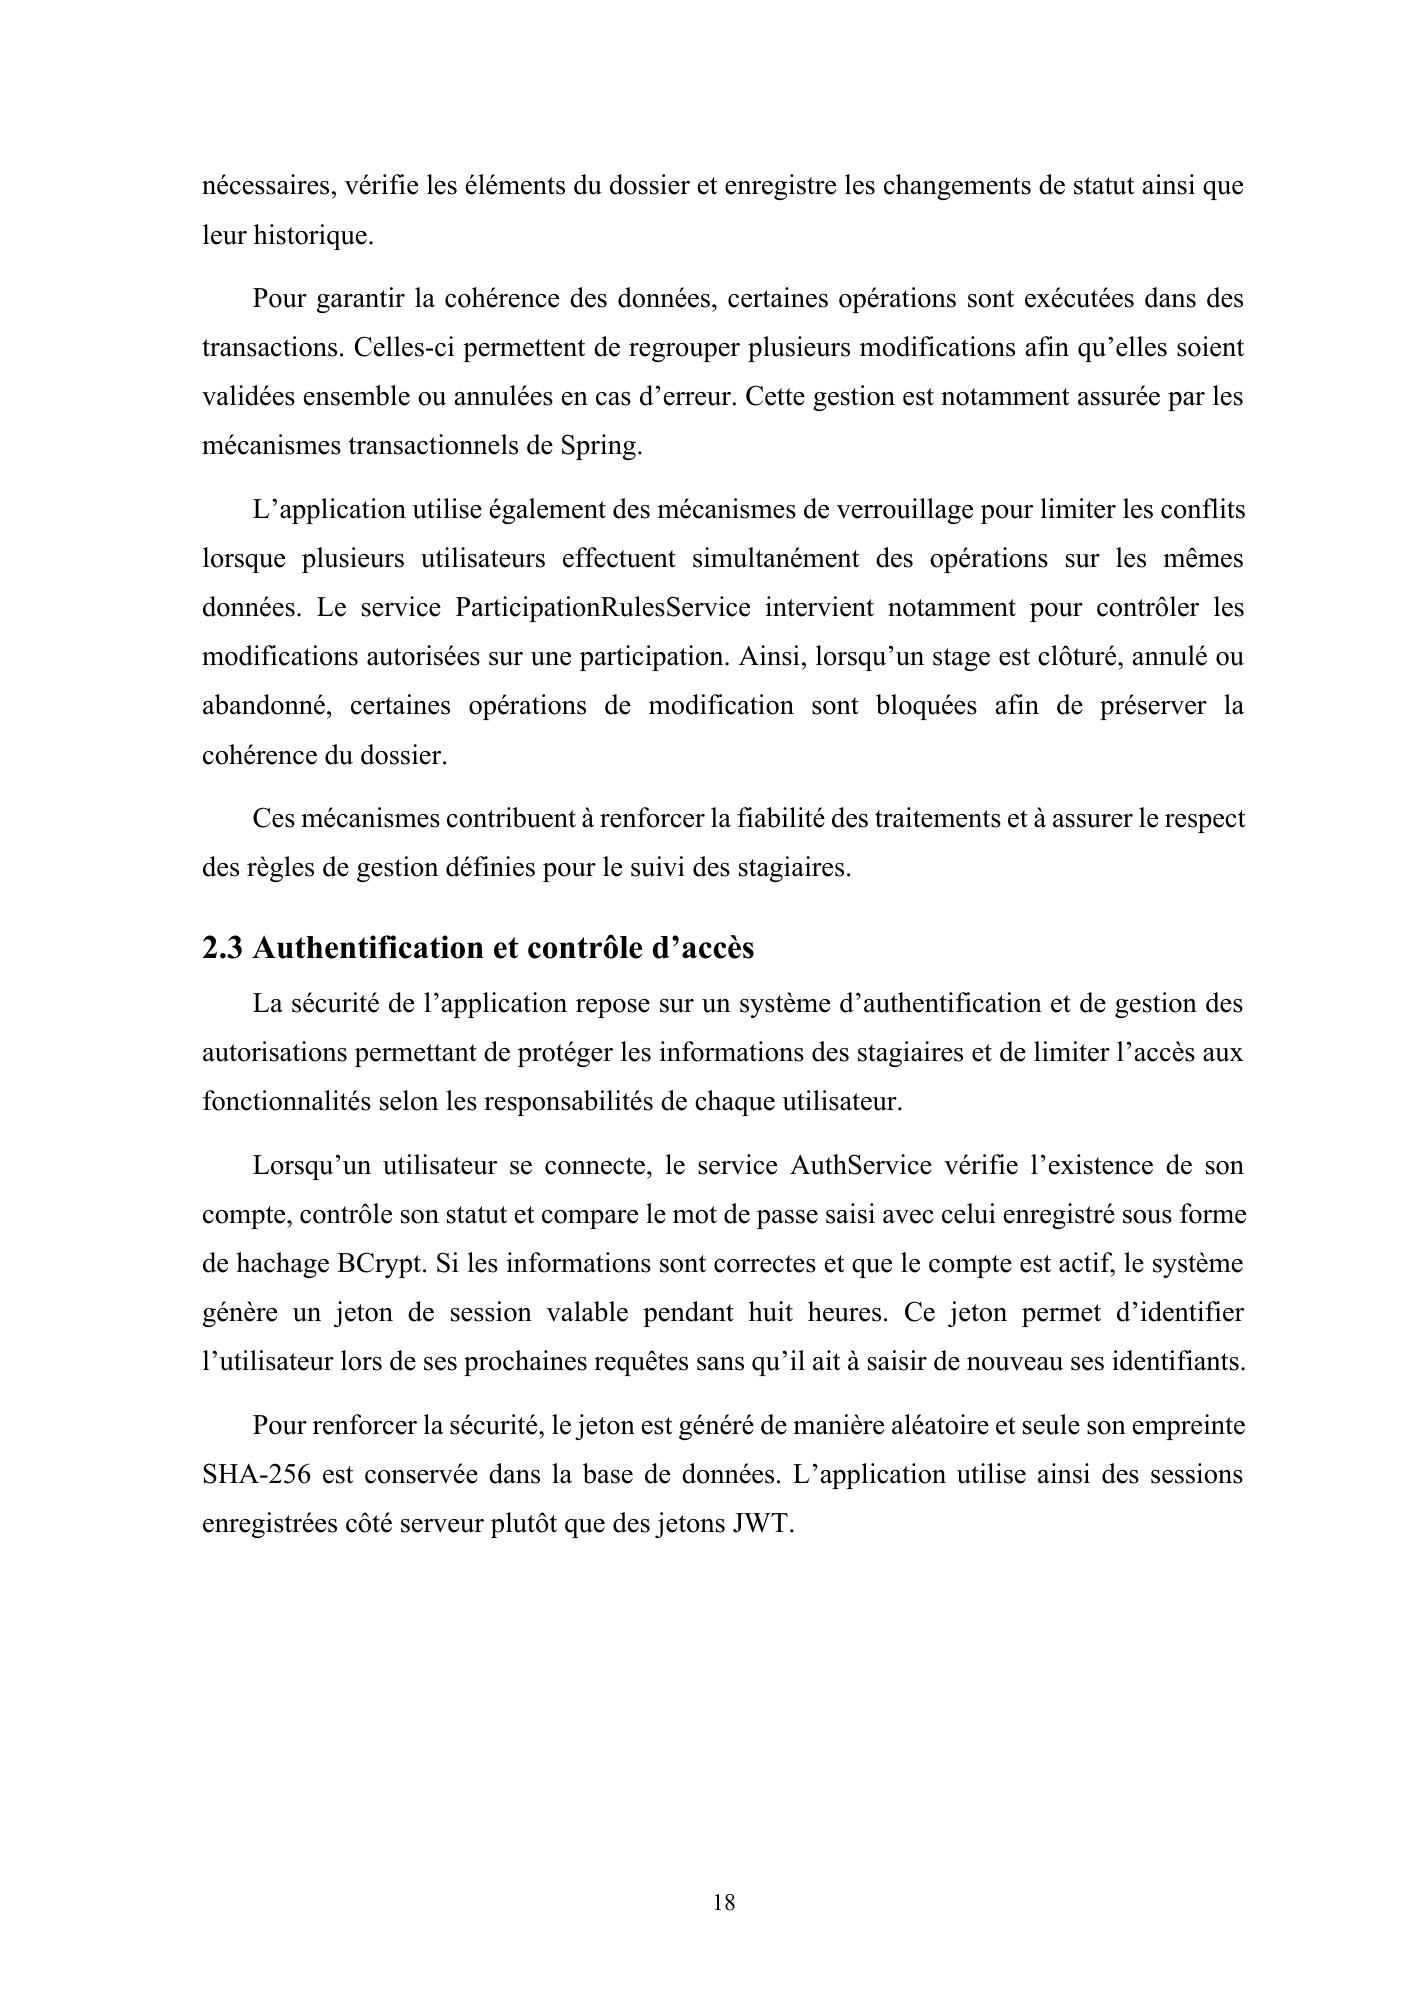 nécessaires, vérifie les éléments du dossier et enregistre les changements de statut ainsi que
leur historique.
Pour garantir la cohérence des données, certaines opérations sont exécutées dans des
transactions. Celles-ci permettent de regrouper plusieurs modifications afin qu’elles soient
validées ensemble ou annulées en cas d’erreur. Cette gestion est notamment assurée par les
mécanismes transactionnels de Spring.
L’application utilise également des mécanismes de verrouillage pour limiter les conflits
lorsque plusieurs utilisateurs effectuent simultanément des opérations sur les mêmes
données. Le service ParticipationRulesService intervient notamment pour contrôler les
modifications autorisées sur une participation. Ainsi, lorsqu’un stage est clôturé, annulé ou
abandonné, certaines opérations de modification sont bloquées afin de préserver la
cohérence du dossier.
Ces mécanismes contribuent à renforcer la fiabilité des traitements et à assurer le respect
des règles de gestion définies pour le suivi des stagiaires.
2.3 Authentification et contrôle d’accès
La sécurité de l’application repose sur un système d’authentification et de gestion des
autorisations permettant de protéger les informations des stagiaires et de limiter l’accès aux
fonctionnalités selon les responsabilités de chaque utilisateur.
Lorsqu’un utilisateur se connecte, le service AuthService vérifie l’existence de son
compte, contrôle son statut et compare le mot de passe saisi avec celui enregistré sous forme
de hachage BCrypt. Si les informations sont correctes et que le compte est actif, le système
génère un jeton de session valable pendant huit heures. Ce jeton permet d’identifier
l’utilisateur lors de ses prochaines requêtes sans qu’il ait à saisir de nouveau ses identifiants.
Pour renforcer la sécurité, le jeton est généré de manière aléatoire et seule son empreinte
SHA-256 est conservée dans la base de données. L’application utilise ainsi des sessions
enregistrées côté serveur plutôt que des jetons JWT.
18